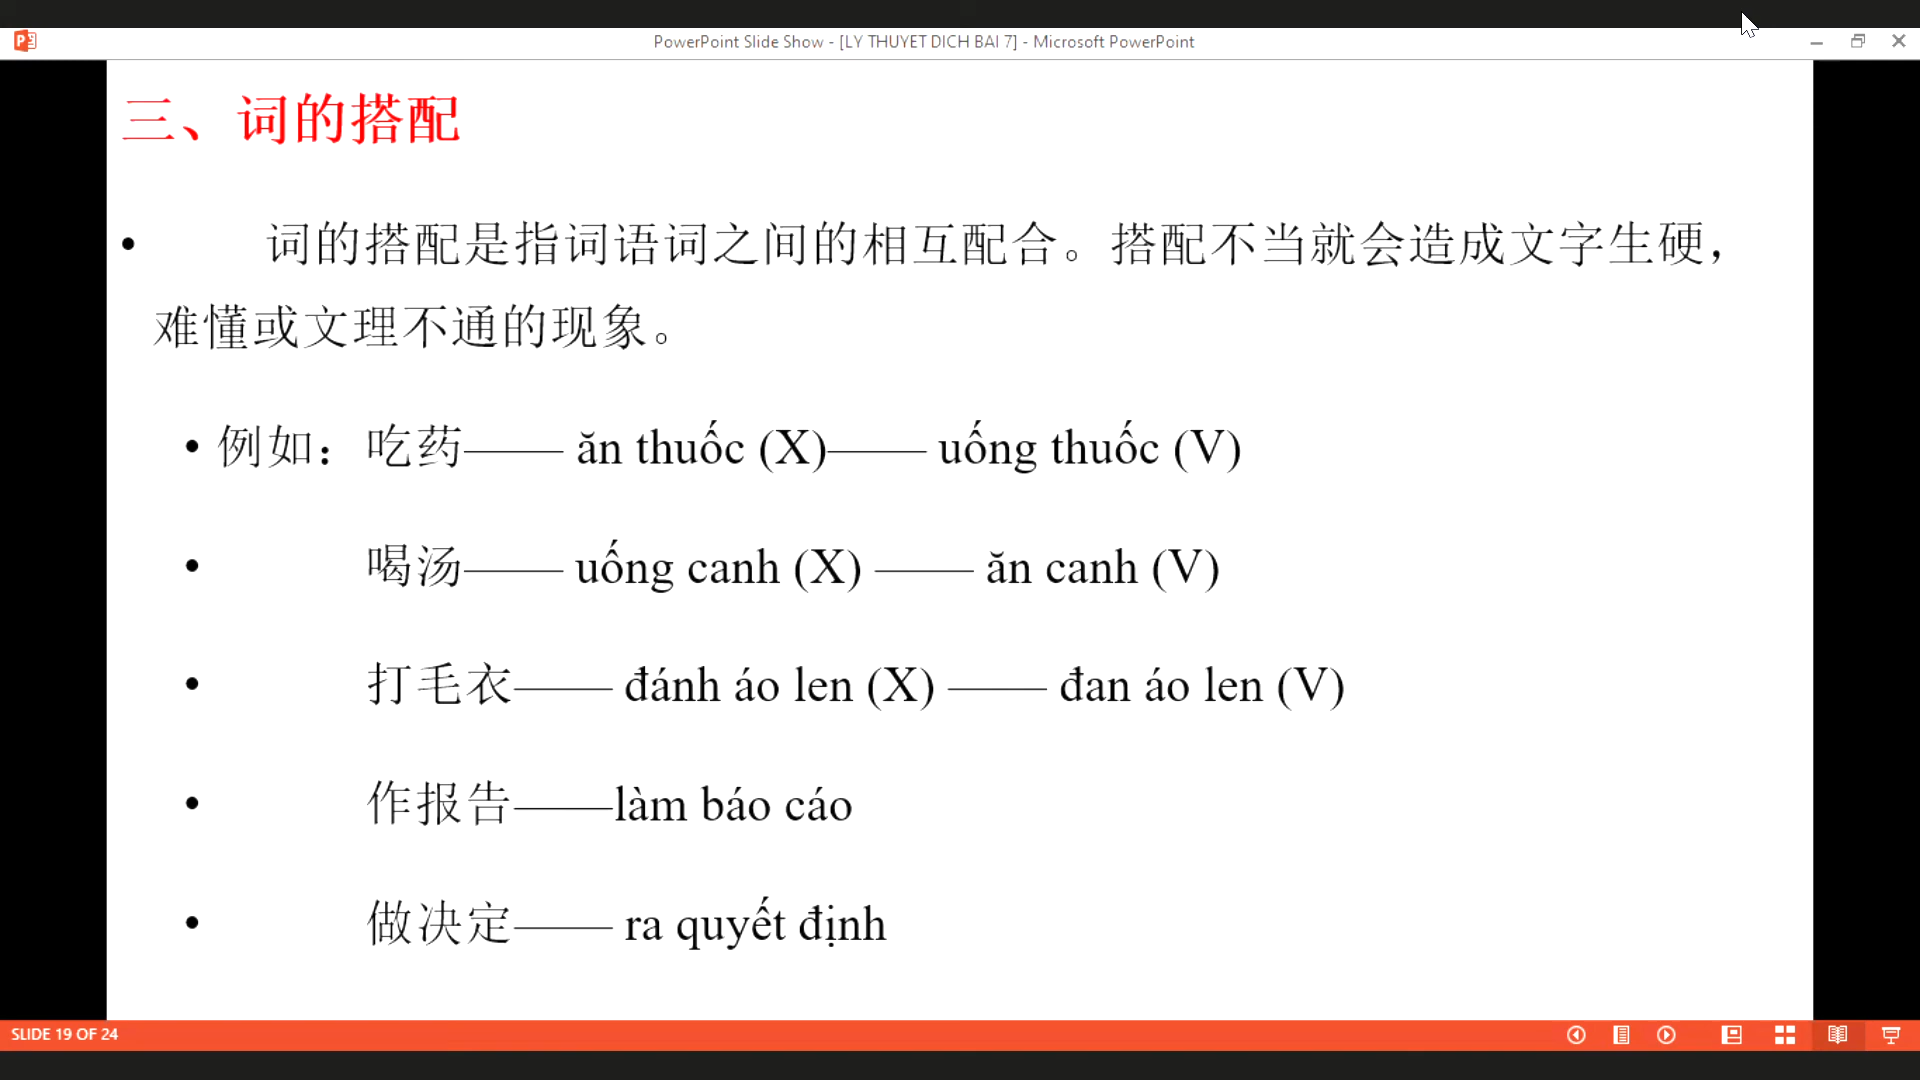 PowerPoint Slide Show - [LY THUYET DICH BAI 7] - Microsoft PowerPoint
三、词的搭配
• 词的搭配是指词语词之间的相互配合。搭配不当就会造成文字生硬，
难懂或文理不通的现象。
• 例如：吃药—— ăn thuốc (X)—— uống thuốc (V)
• 喝汤—— uống canh (X) —— ăn canh (V)
• 打毛衣—— đánh áo len (X) —— đan áo len (V)
• 作报告——làm báo cáo
• 做决定—— ra quyết định
SLIDE 19 OF 24